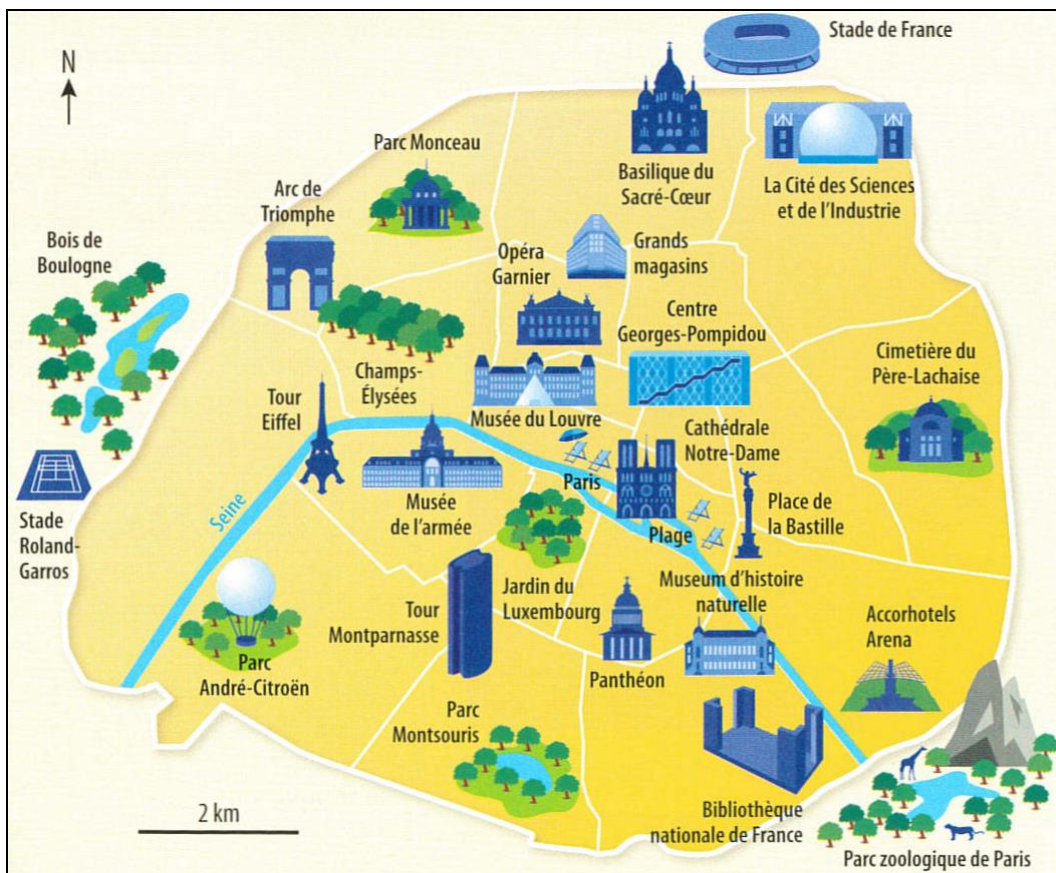 Stade de France
N
Parc Monceau
Basilique du
Sacré-Cœur
La Cité des Sciences
et de l'Industrie
Arc de
Triomphe
Bois de
Boulogne
Opéra
Garnier
Grands
magasins
Centre
Georges-Pompidou
Cimetière du
Père-Lachaise
Champs-
Élysées
Tour
Eiffel
Musée du Louvre
Cathédrale
Notre-Dame
Musée
de l'armée
Paris
Plage
Place de
la Bastille
Seine
Stade
Roland-
Garros
Jardin du
Luxembourg
Museum d'histoire
naturelle
Tour
Montparnasse
Accorhotels
Arena
Parc
André-Citroën
Panthéon
Parc
Montsouris
2 km
Bibliothèque
nationale de France
Parc zoologique de Paris